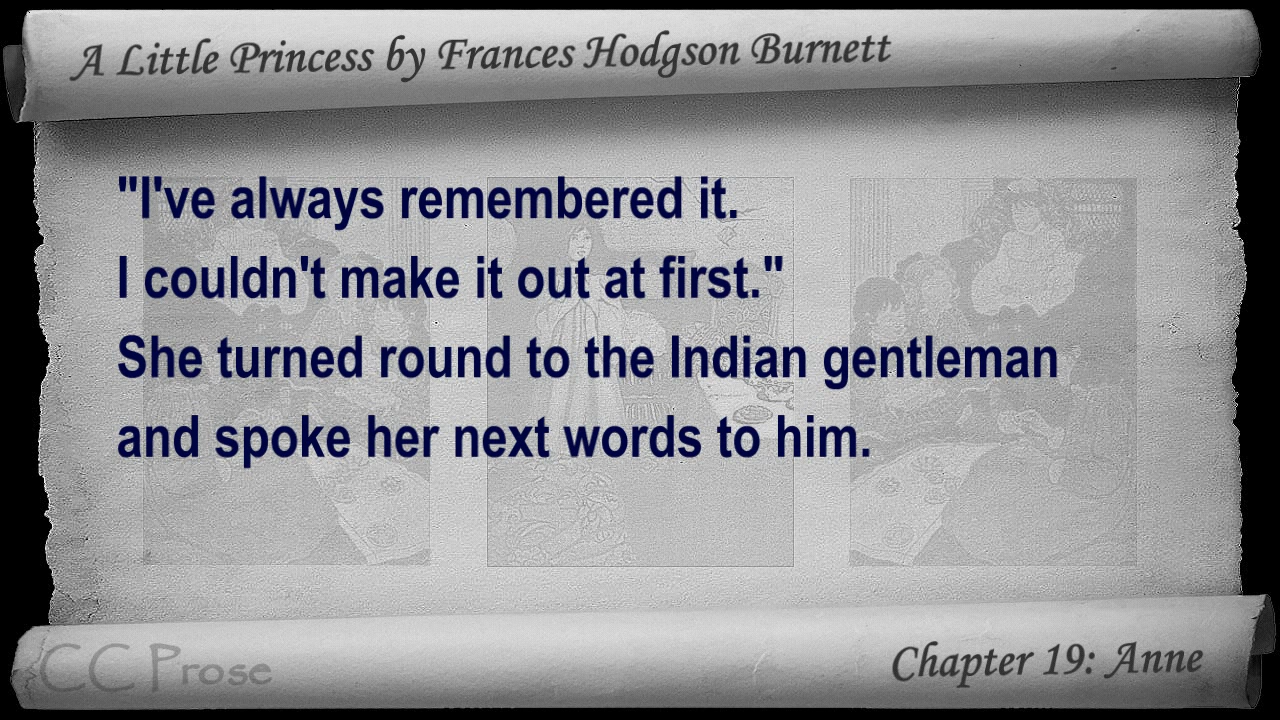 A Little Princess by Frances Hodgson Burnett
"I've always remembered it.
I couldn't make it out at first."
She turned round to the Indian gentleman
and spoke her next words to him.
CC Prose
Chapter 19: Anne